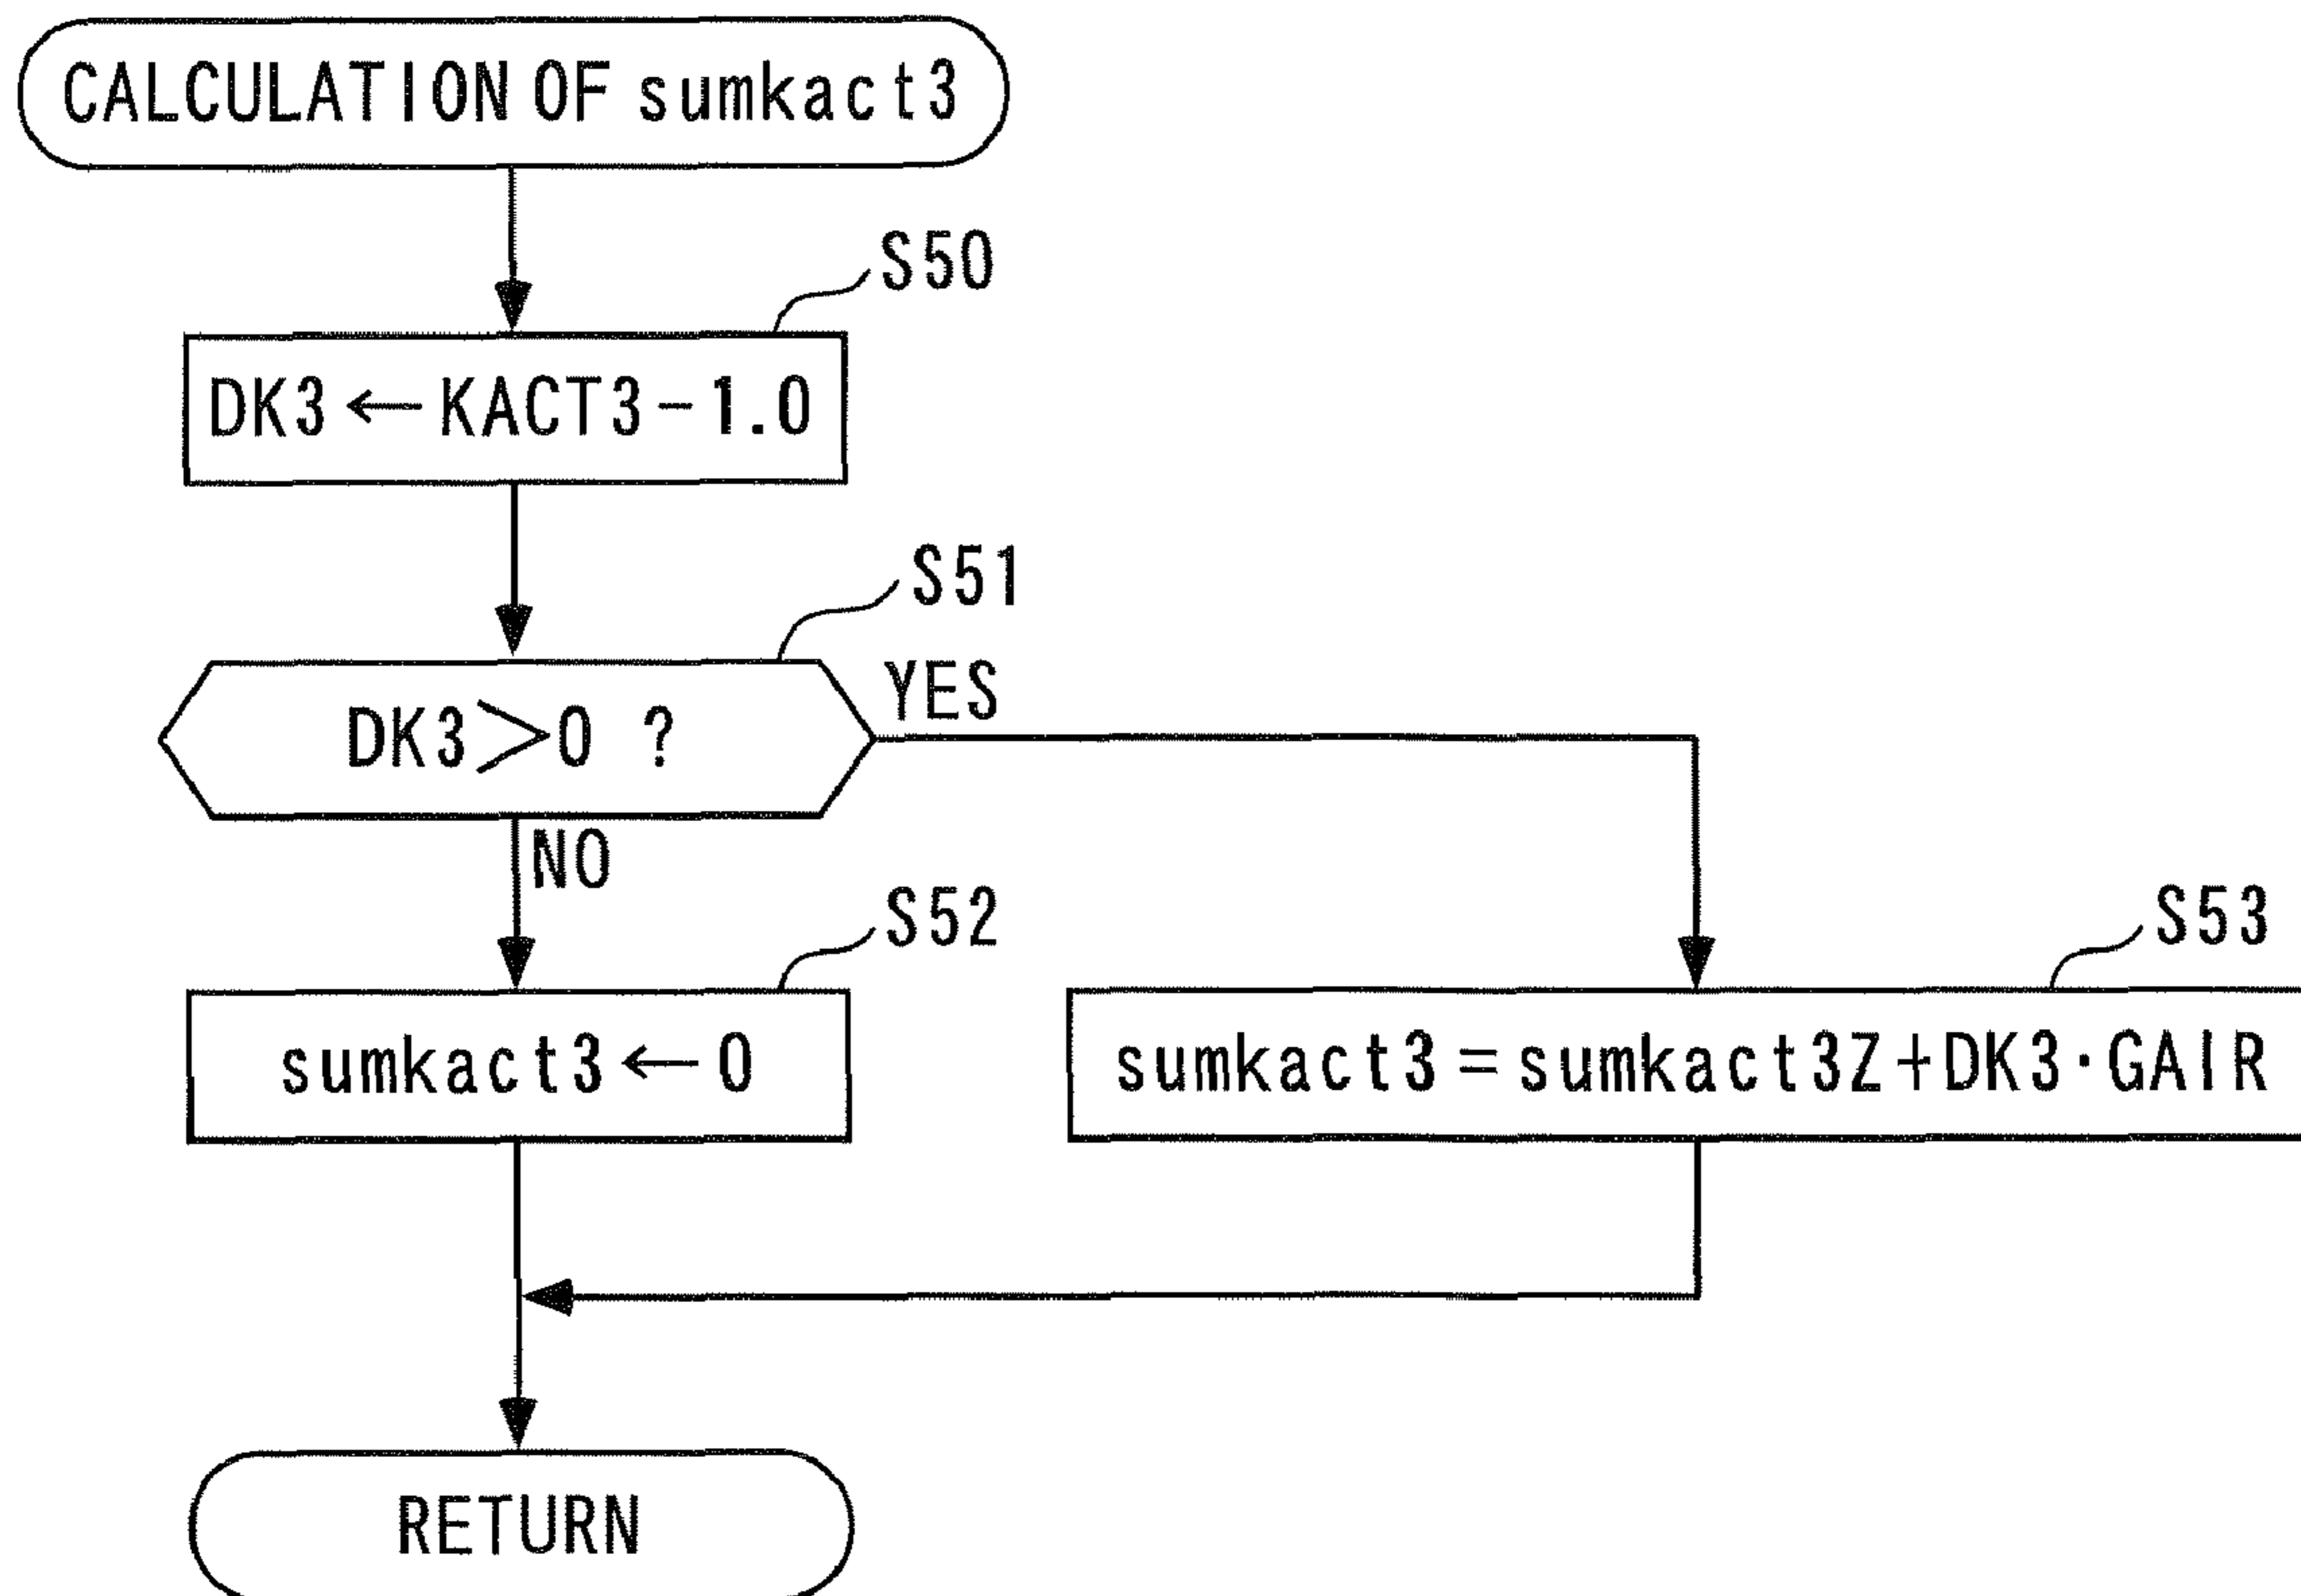 CALCULATION OF sumkact3
S50
DK3←KACT3-1.0
S51
DK3>0 ?
YES
NO
S52
sumkact3←0
S53
sumkact3=sumkact3Z+DK3·GAIR
RETURN